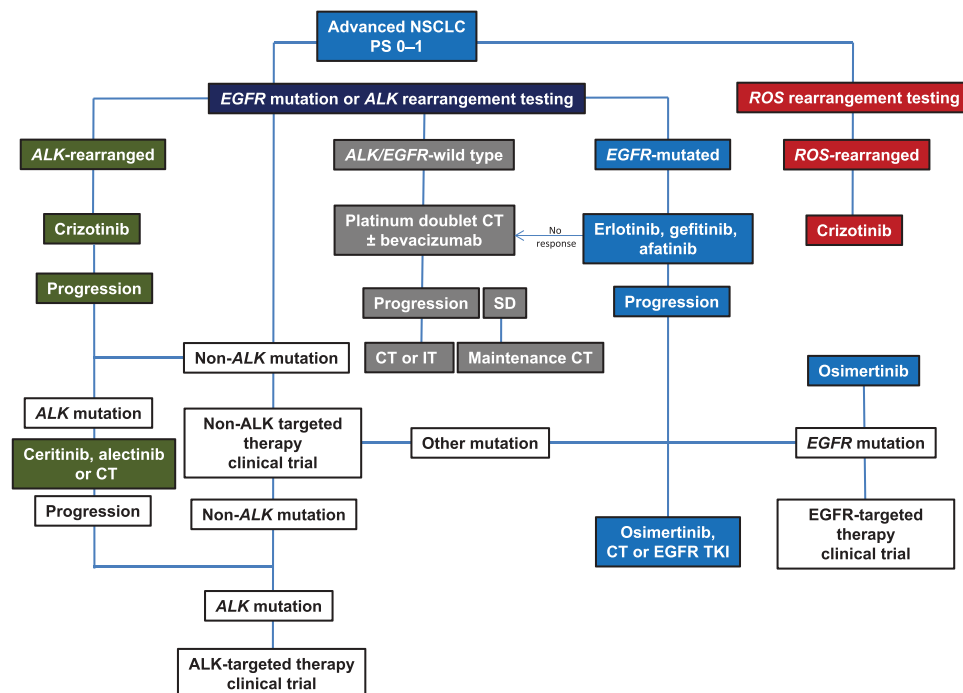 Advanced NSCLC
PS 0–1
EGFR mutation or ALK rearrangement testing
ROS rearrangement testing
ALK-rearranged
ALK/EGFR-wild type
EGFR-mutated
ROS-rearranged
Crizotinib
Platinum doublet CT
± bevacizumab
No
response
Erlotinib, gefitinib,
afatinib
Crizotinib
Progression
Progression
SD
Progression
Non-ALK mutation
CT or IT
Maintenance CT
Osimertinib
ALK mutation
Non-ALK targeted
therapy
clinical trial
Other mutation
EGFR mutation
Ceritinib, alectinib
or CT
Progression
Non-ALK mutation
Osimertinib,
CT or EGFR TKI
EGFR-targeted
therapy
clinical trial
ALK mutation
ALK-targeted therapy
clinical trial